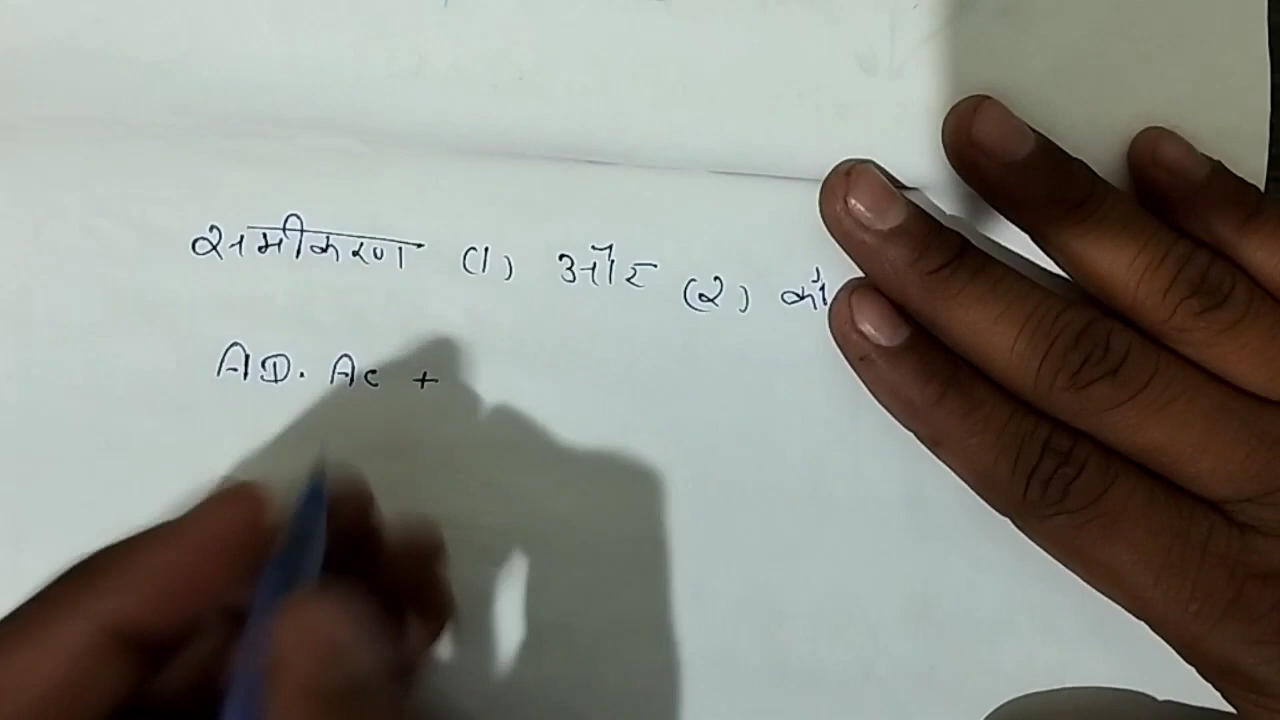 समीकरण (1) और (2) को
AD. AC +